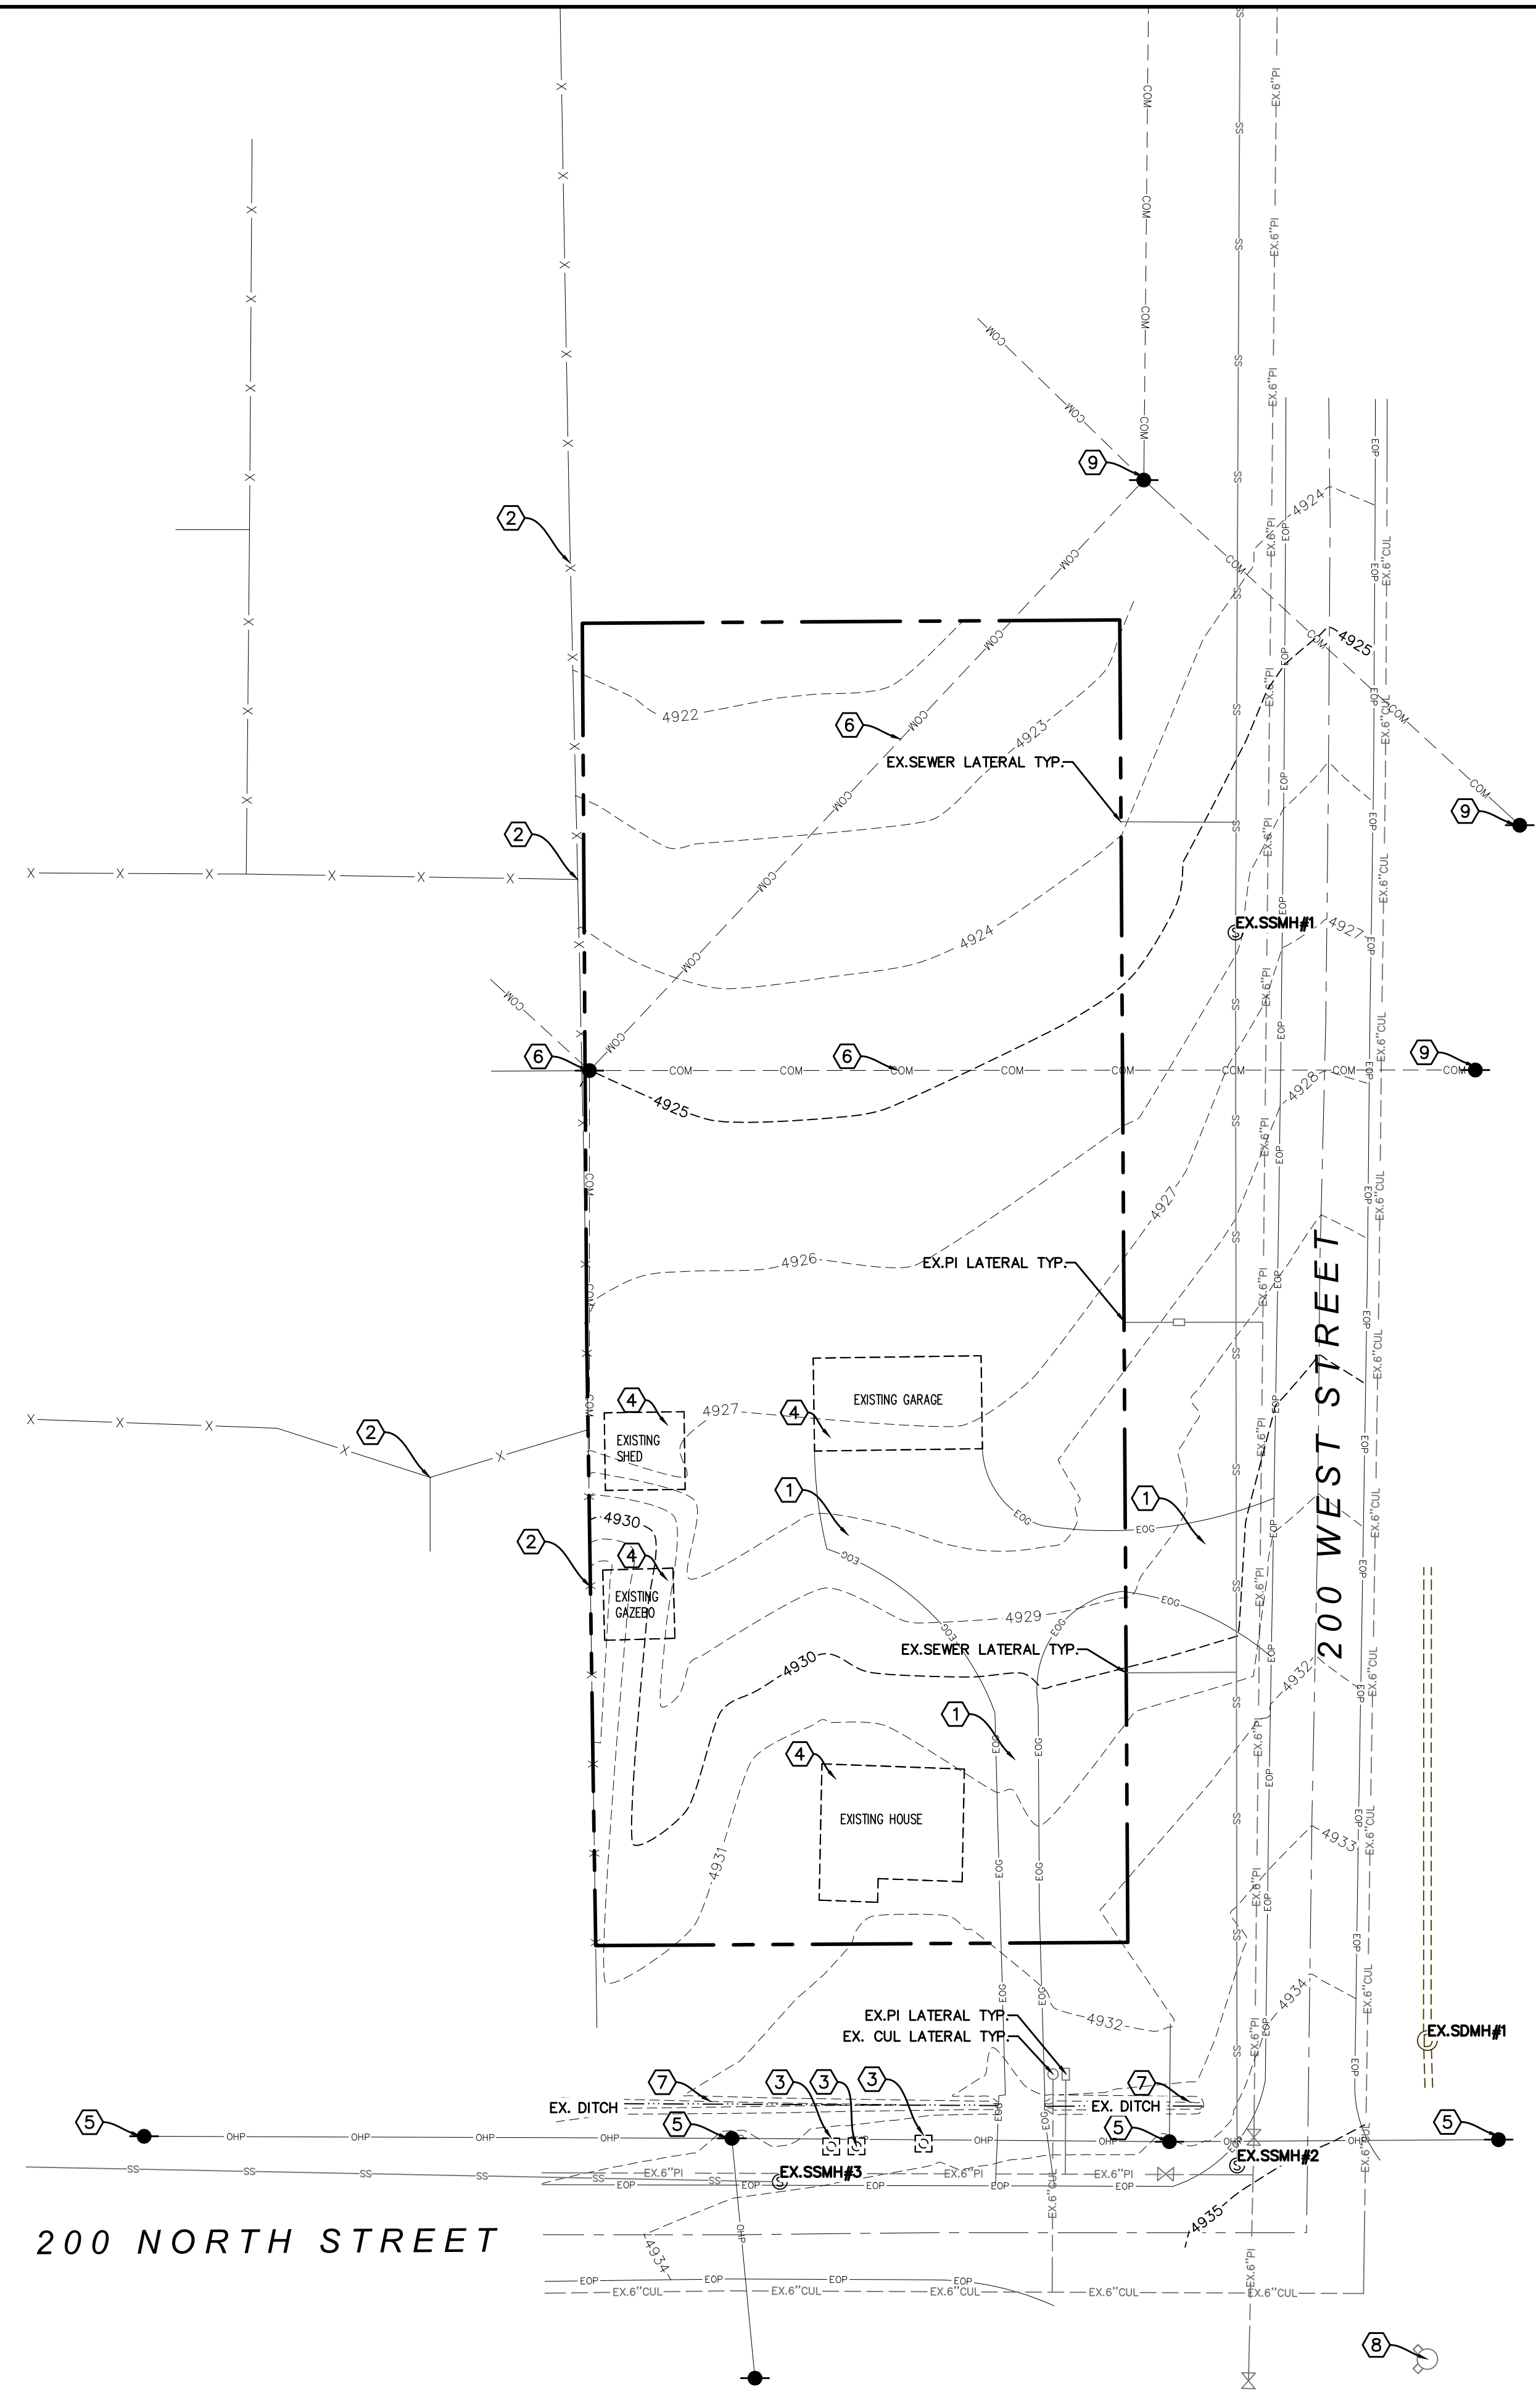 9
4924
2
4925
4922
6
4923
EX.SEWER LATERAL TYP.
9
2
EX.SSMH#1
4927
4924
6
6
9
4928
4925
4927
4926
EX.PI LATERAL TYP.
200 WEST STREET
4
4927
4
EXISTING GARAGE
2
EXISTING
SHED
1
1
4930
2
4
EXISTING
GAZEBO
4929
EX.SEWER LATERAL TYP.
4930
4932
1
4
EXISTING HOUSE
4933
4931
4934
EX.PI LATERAL TYP.
EX. CUL LATERAL TYP.
4932
EX.SDMH#1
7
3
3
3
7
EX. DITCH
EX. DITCH
5
5
5
5
EX.SSMH#2
EX.SSMH#3
4935
200 NORTH STREET
4934
8
X
COM
SS
EX.6"PI
EOP
EX.6"CUL
EOG
OHP